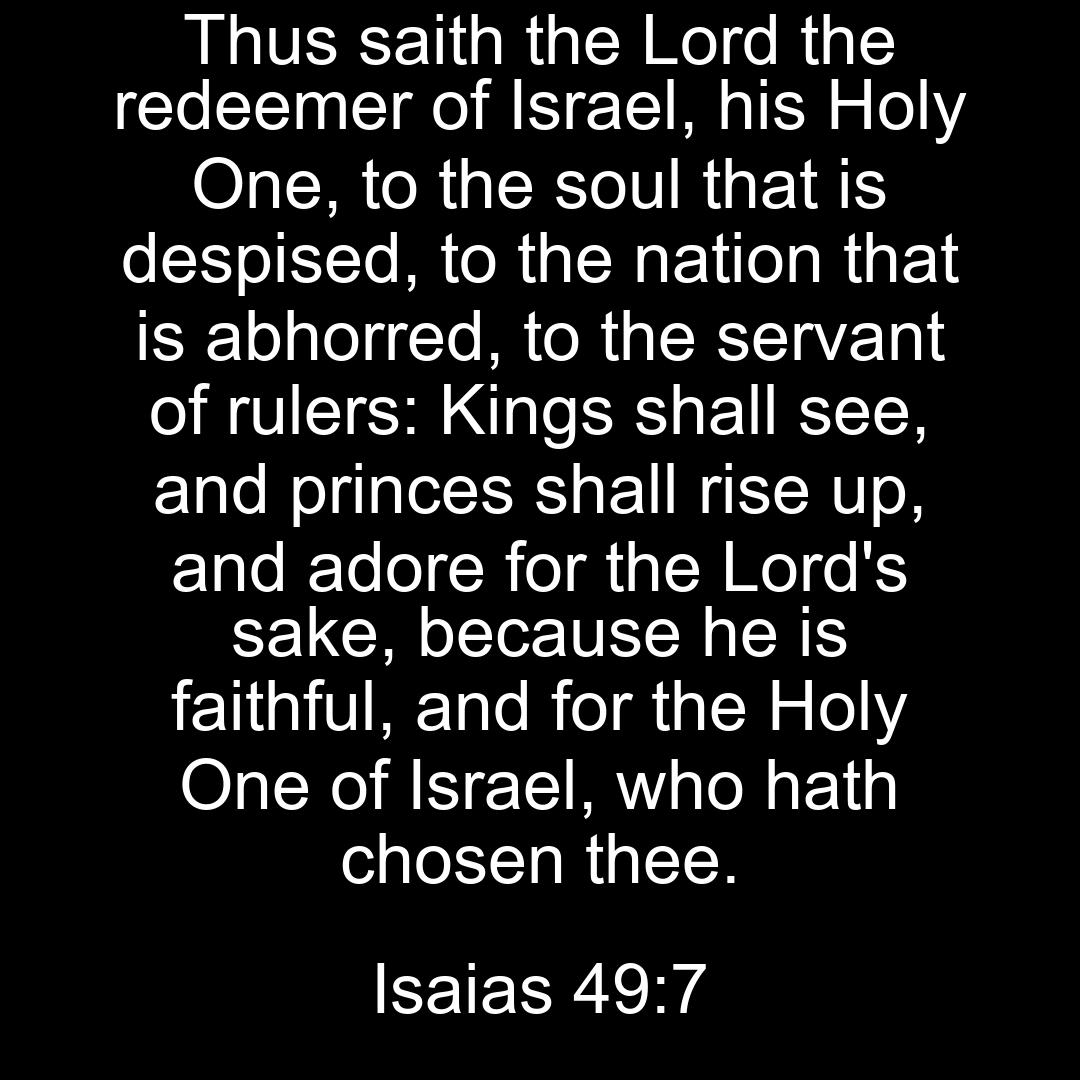 Thus saith the Lord the
redeemer of Israel, his Holy
One, to the soul that is
despised, to the nation that
is abhorred, to the servant
of rulers: Kings shall see,
and princes shall rise up,
and adore for the Lord's
sake, because he is
faithful, and for the Holy
One of Israel, who hath
chosen thee.
Isaias 49:7